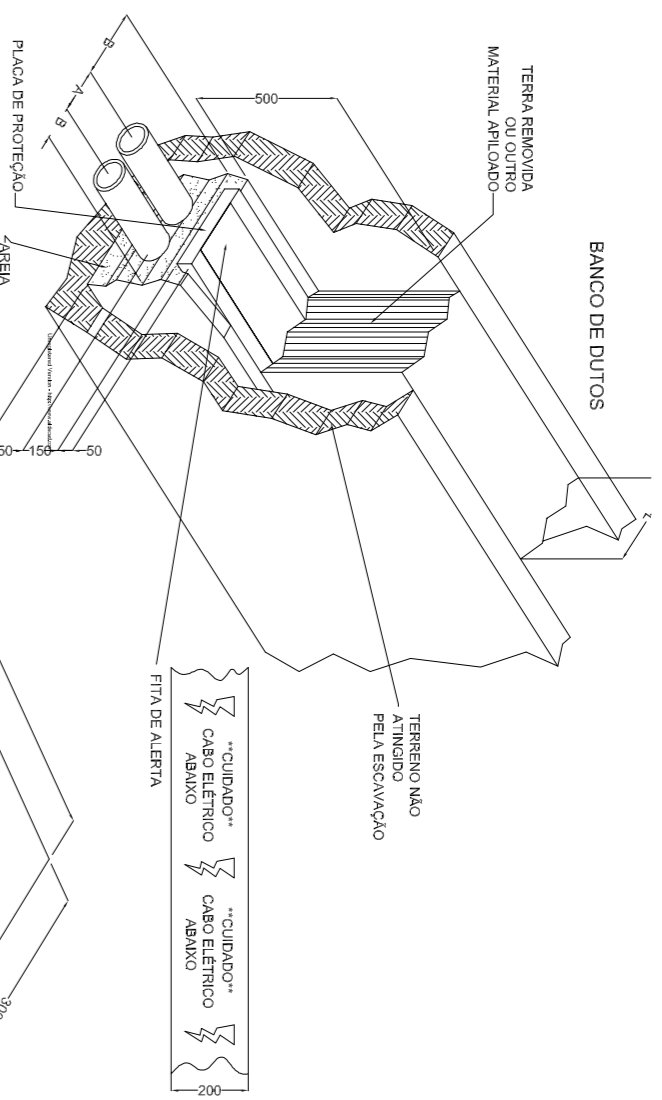 BANCO DE DUTOS
TERRA REMOVIDA
OU OUTRO
MATERIAL APILOADO
500
B
A
B
PLACA DE PROTEÇÃO
AREIA
50
150
50
TERRENO NÃO
ATINGIDO
PELA ESCAVAÇÃO
FITA DE ALERTA
**CUIDADO**
CABO ELÉTRICO
ABAIXO
**CUIDADO**
CABO ELÉTRICO
ABAIXO
200